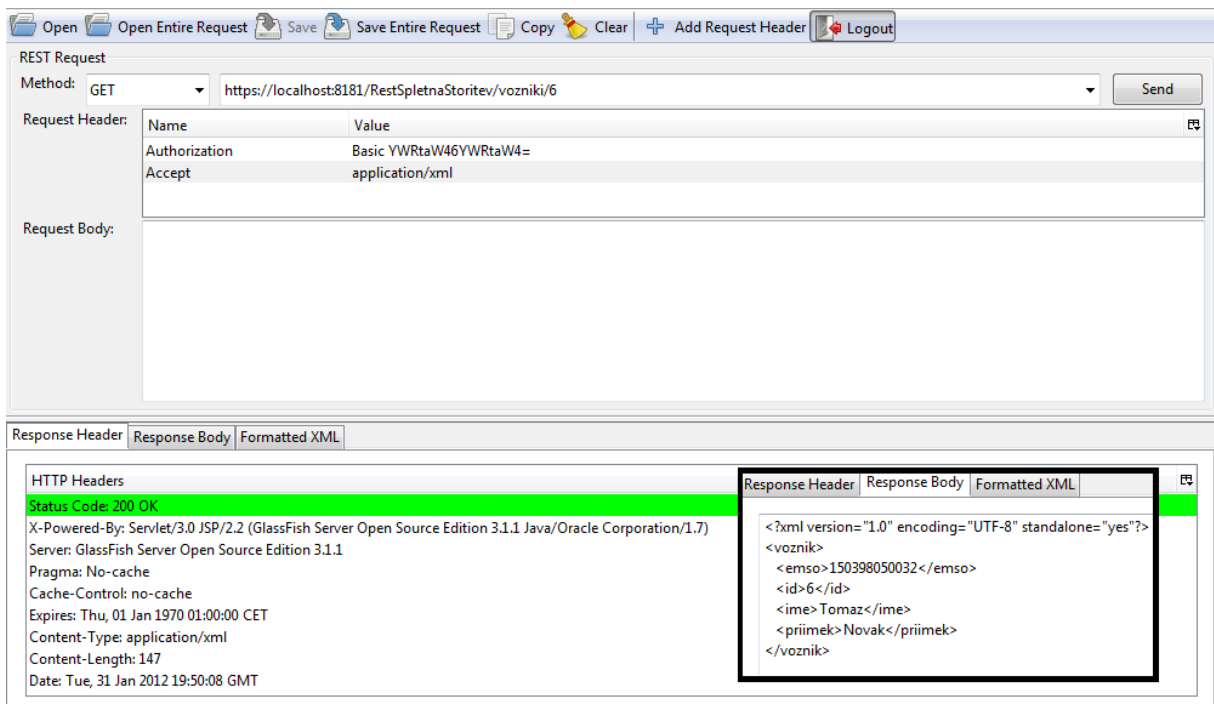 Open Open Entire Request Save Save Entire Request Copy Clear Add Request Header Logout
REST Request
Method: GET https://localhost:8181/RestSpletnaStoritev/vozniki/6 Send
Request Header: Name Value
Authorization Basic YWRtaW46YWRtaW4=
Accept application/xml
Request Body:
Response Header Response Body Formatted XML
HTTP Headers
Status Code: 200 OK
X-Powered-By: Servlet/3.0 JSP/2.2 (GlassFish Server Open Source Edition 3.1.1 Java/Oracle Corporation/1.7)
Server: GlassFish Server Open Source Edition 3.1.1
Pragma: No-cache
Cache-Control: no-cache
Expires: Thu, 01 Jan 1970 01:00:00 CET
Content-Type: application/xml
Content-Length: 147
Date: Tue, 31 Jan 2012 19:50:08 GMT
Response Header Response Body Formatted XML
<?xml version="1.0" encoding="UTF-8" standalone="yes"?>
<voznik>
<emso>150398050032</emso>
<id>6</id>
<ime>Tomaz</ime>
<priimek>Novak</priimek>
</voznik>